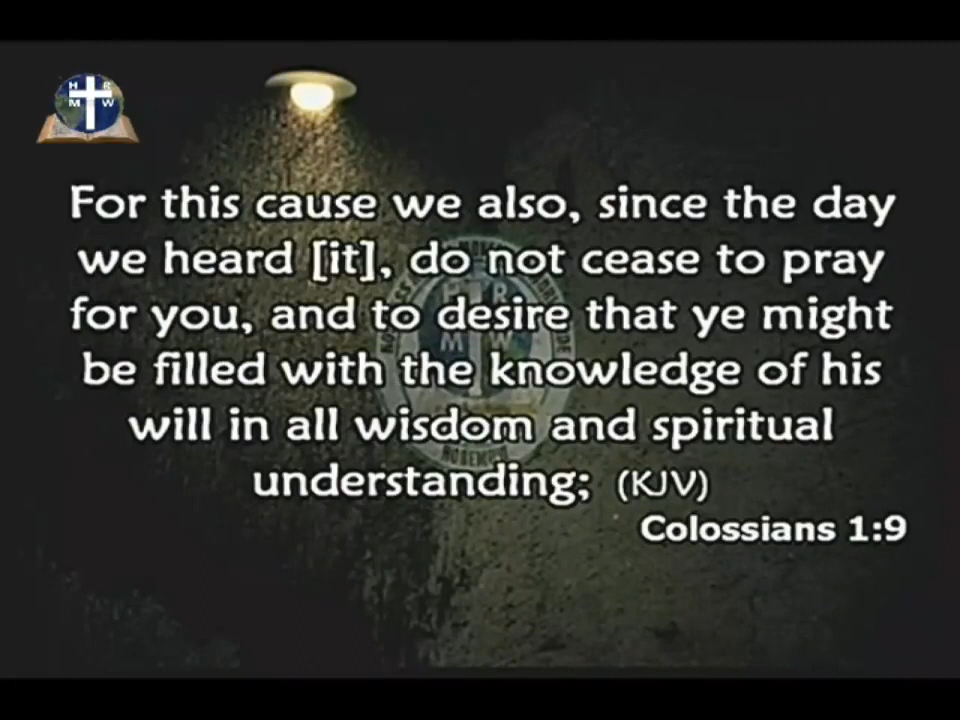 H R
M W
For this cause we also, since the day
we heard [it], do not cease to pray
for you, and to desire that ye might
be filled with the knowledge of his
will in all wisdom and spiritual
understanding; (KJV)
Colossians 1:9
H R
M W